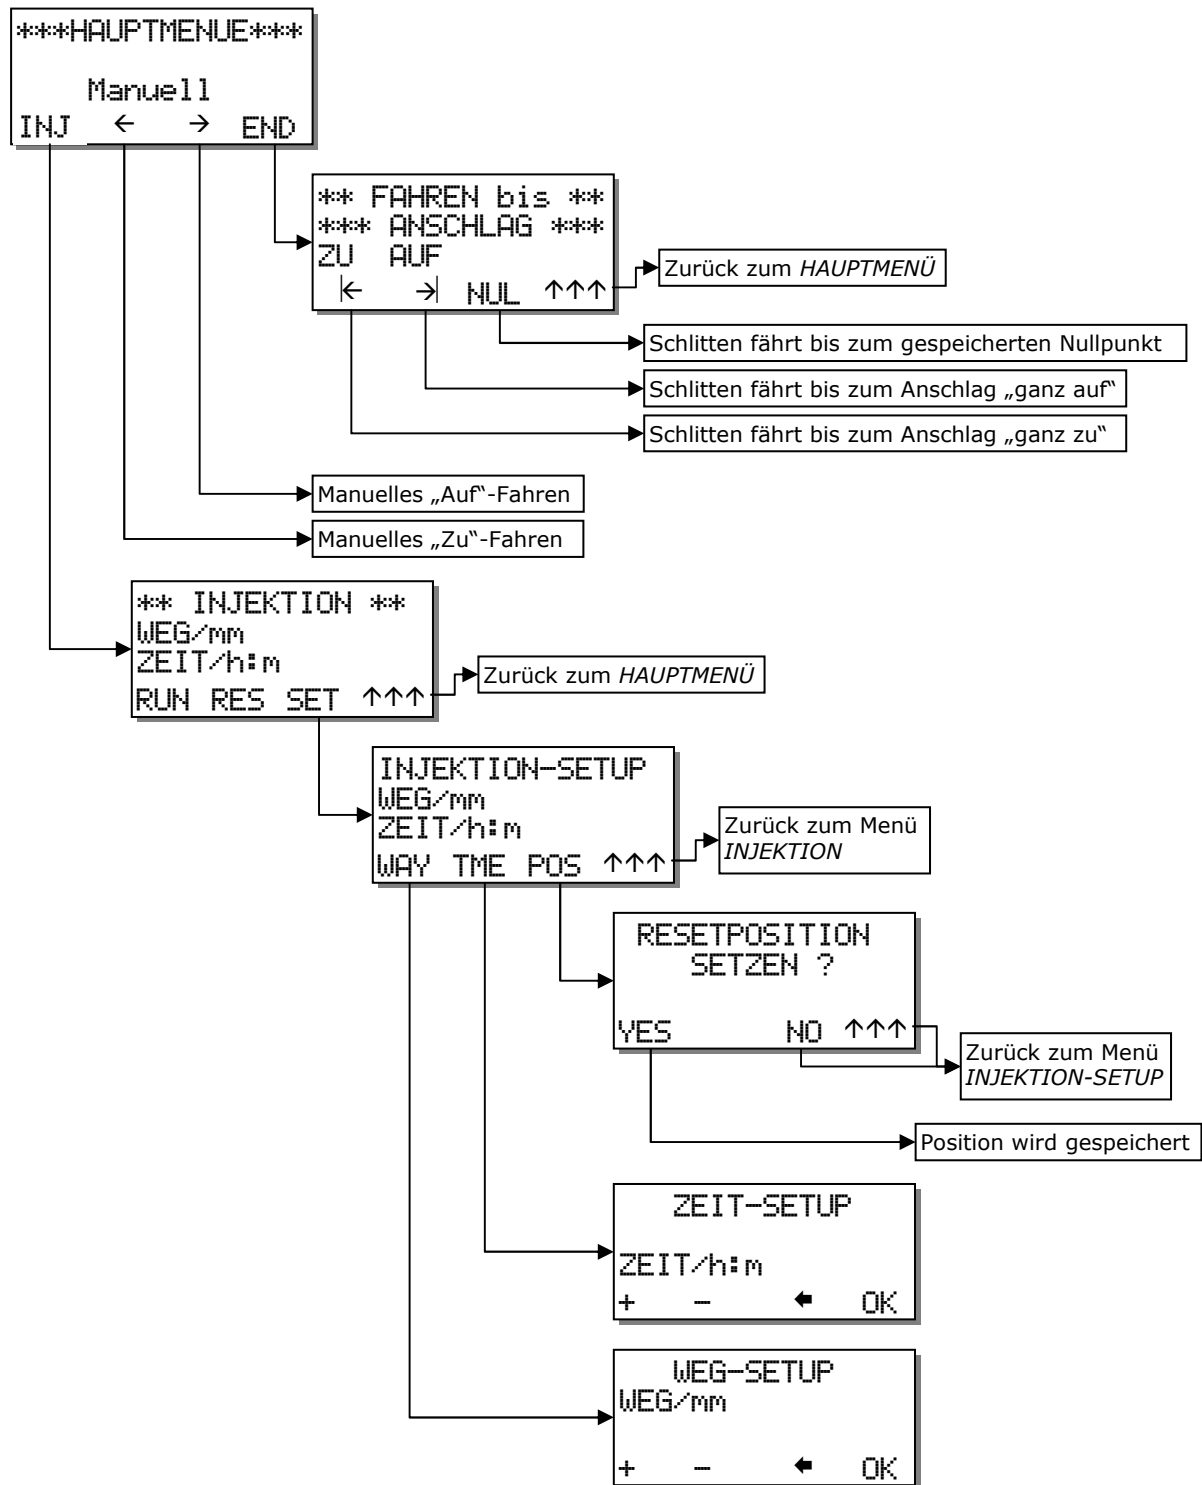 ***HAUPTMENUE***
Manuell
INJ ← → END
** FAHREN bis **
*** ANSCHLAG ***
ZU AUF
|← →| NUL ↑↑↑
Zurück zum HAUPTMENÜ
Schlitten fährt bis zum gespeicherten Nullpunkt
Schlitten fährt bis zum Anschlag „ganz auf“
Schlitten fährt bis zum Anschlag „ganz zu“
Manuelles „Auf“-Fahren
Manuelles „Zu“-Fahren
** INJEKTION **
WEG/mm
ZEIT/h:m
RUN RES SET ↑↑↑
Zurück zum HAUPTMENÜ
INJEKTION-SETUP
WEG/mm
ZEIT/h:m
WAY TME POS ↑↑↑
Zurück zum Menü
INJEKTION
RESETPOSITION
SETZEN ?
YES NO ↑↑↑
Zurück zum Menü
INJEKTION-SETUP
Position wird gespeichert
ZEIT-SETUP
ZEIT/h:m
+ − ← OK
WEG-SETUP
WEG/mm
+ − ← OK